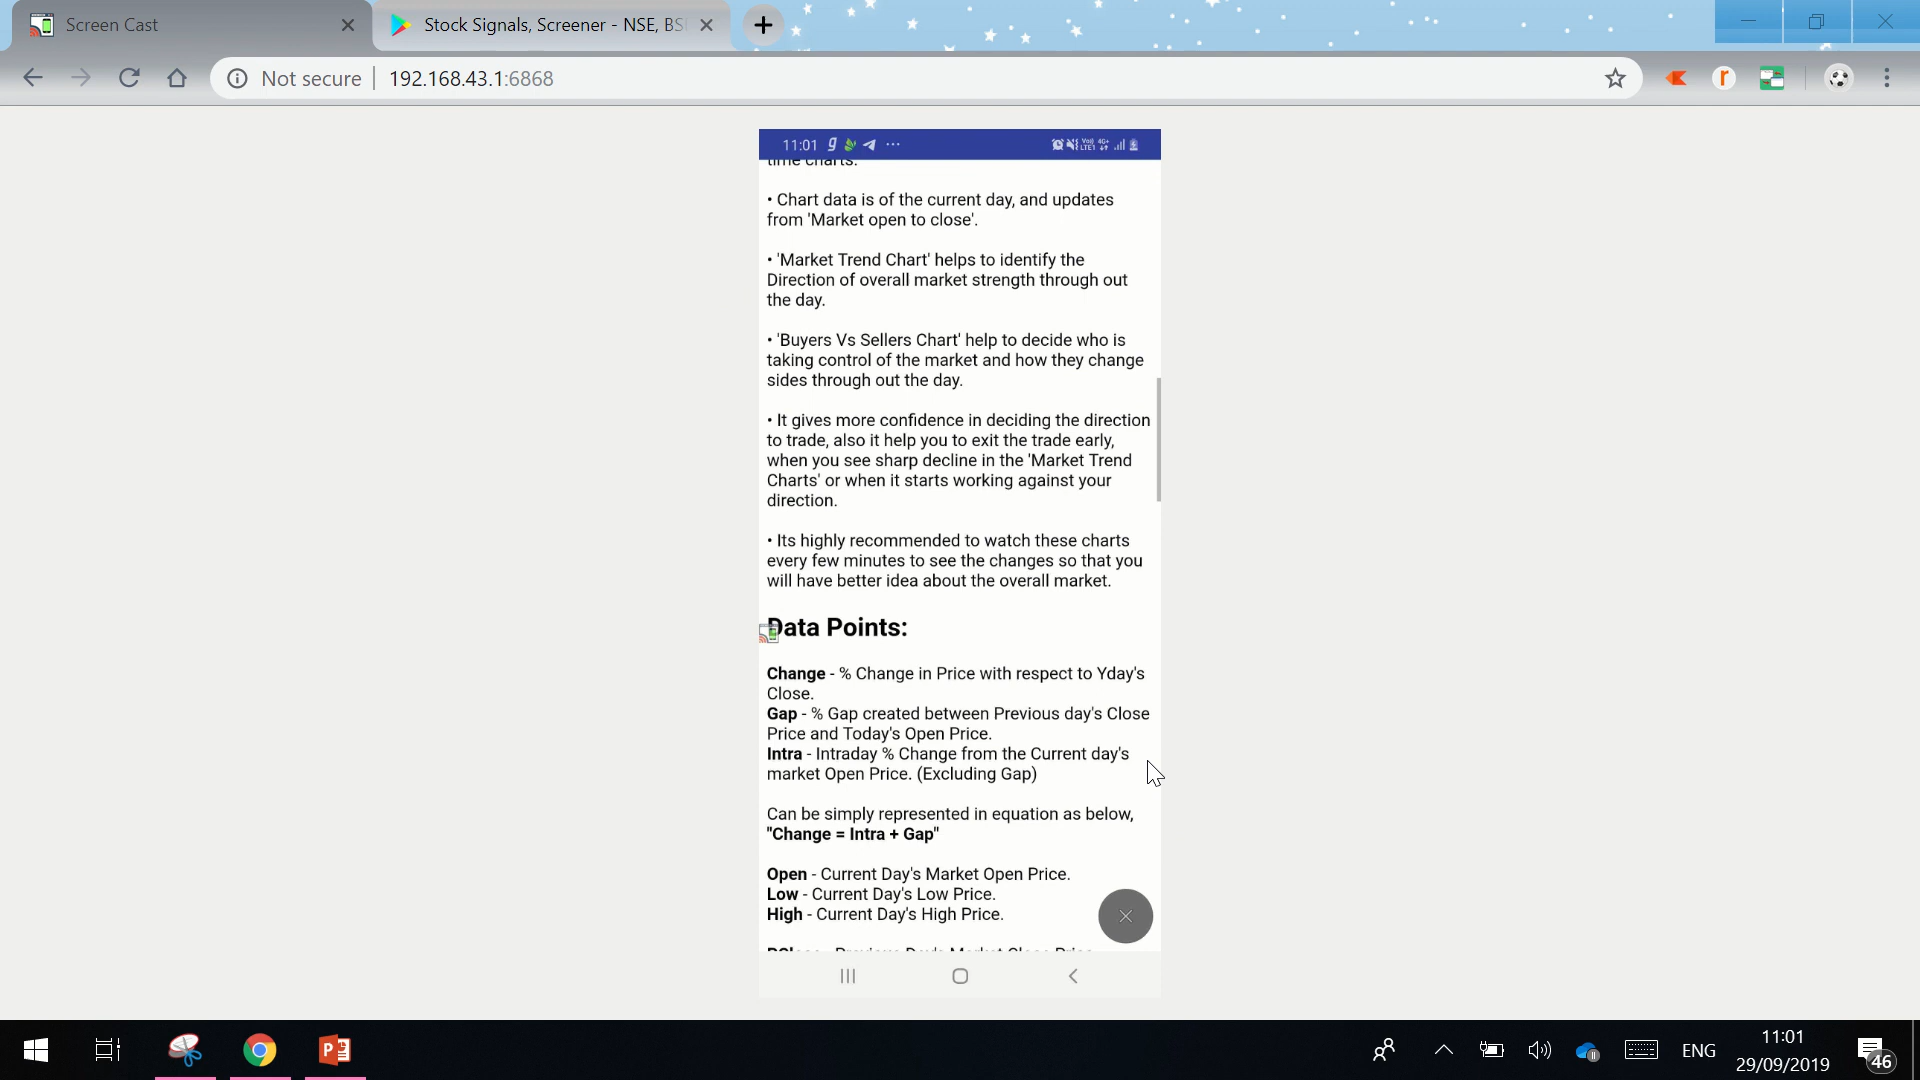 Screen Cast
Stock Signals, Screener - NSE, BS
Not secure
192.168.43.1:6868
11:01
time charts.
• Chart data is of the current day, and updates
from 'Market open to close'.
• 'Market Trend Chart' helps to identify the
Direction of overall market strength through out
the day.
• 'Buyers Vs Sellers Chart' help to decide who is
taking control of the market and how they change
sides through out the day.
• It gives more confidence in deciding the direction
to trade, also it help you to exit the trade early,
when you see sharp decline in the 'Market Trend
Charts' or when it starts working against your
direction.
• Its highly recommended to watch these charts
every few minutes to see the changes so that you
will have better idea about the overall market.
Data Points:
Change - % Change in Price with respect to Yday's
Close.
Gap - % Gap created between Previous day's Close
Price and Today's Open Price.
Intra - Intraday % Change from the Current day's
market Open Price. (Excluding Gap)
Can be simply represented in equation as below,
"Change = Intra + Gap"
Open - Current Day's Market Open Price.
Low - Current Day's Low Price.
High - Current Day's High Price.
ENG
11:01
29/09/2019
46